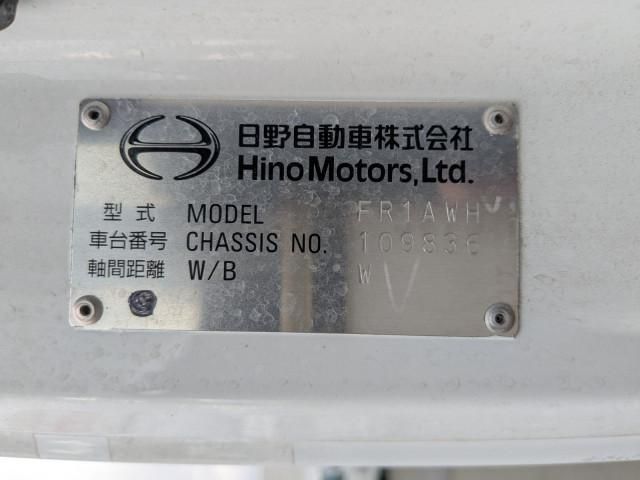 日野自動車株式会社
Hino Motors, Ltd.
型式 MODEL FR1AWH
車台番号 CHASSIS NO. 109836
軸間距離 W/B W